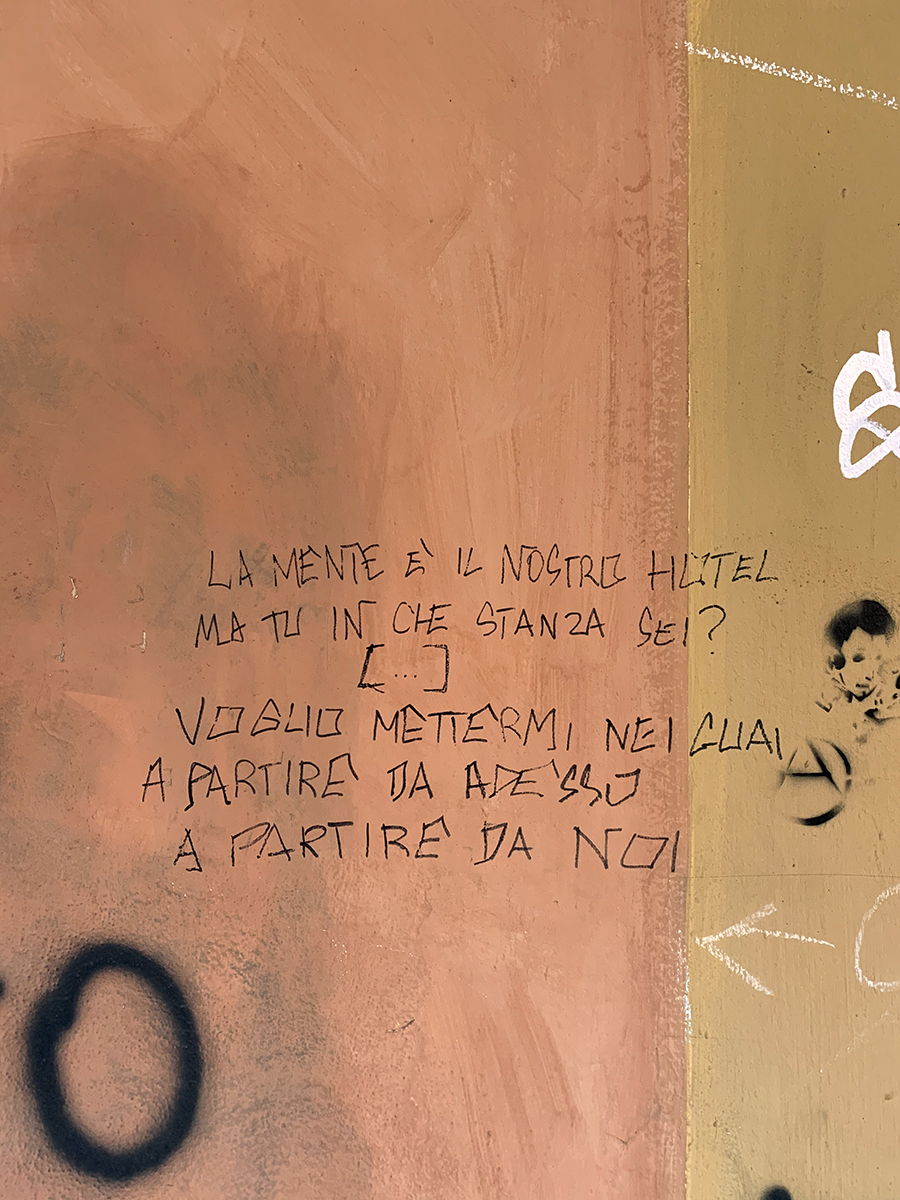 LA MENTE E' IL NOSTRO HOTEL
MA TU IN CHE STANZA SEI?
[...]
VOGLIO METTERMI NEI GUAI
A PARTIRE DA ADESSO
A PARTIRE DA NOI
A
O